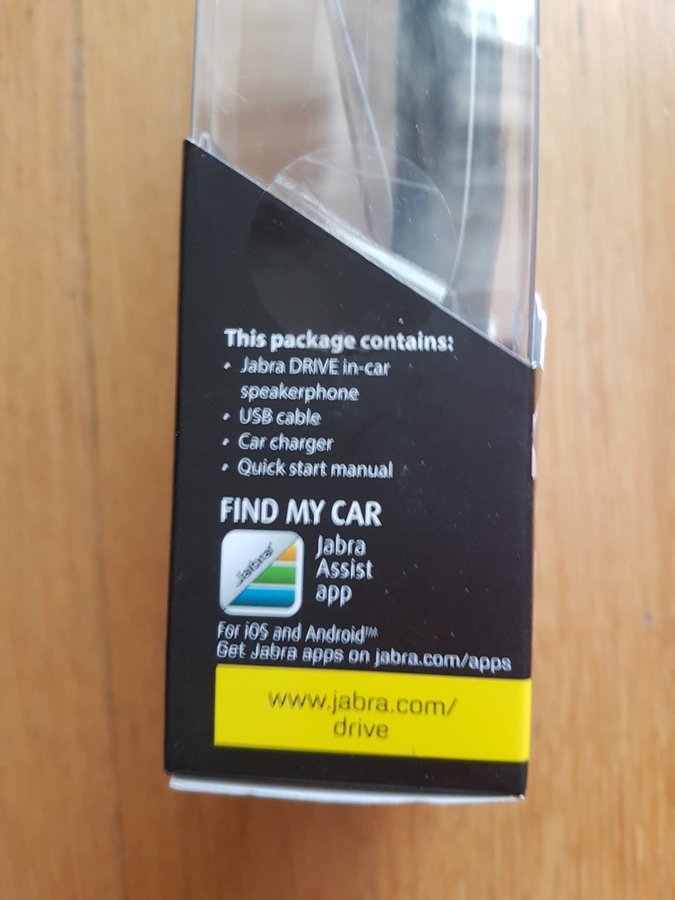 This package contains:
• Jabra DRIVE in-car
speakerphone
• USB cable
• Car charger
• Quick start manual
FIND MY CAR
Jabra
Jabra
Assist
app
For iOS and Android™
Get Jabra apps on jabra.com/apps
www.jabra.com/
drive